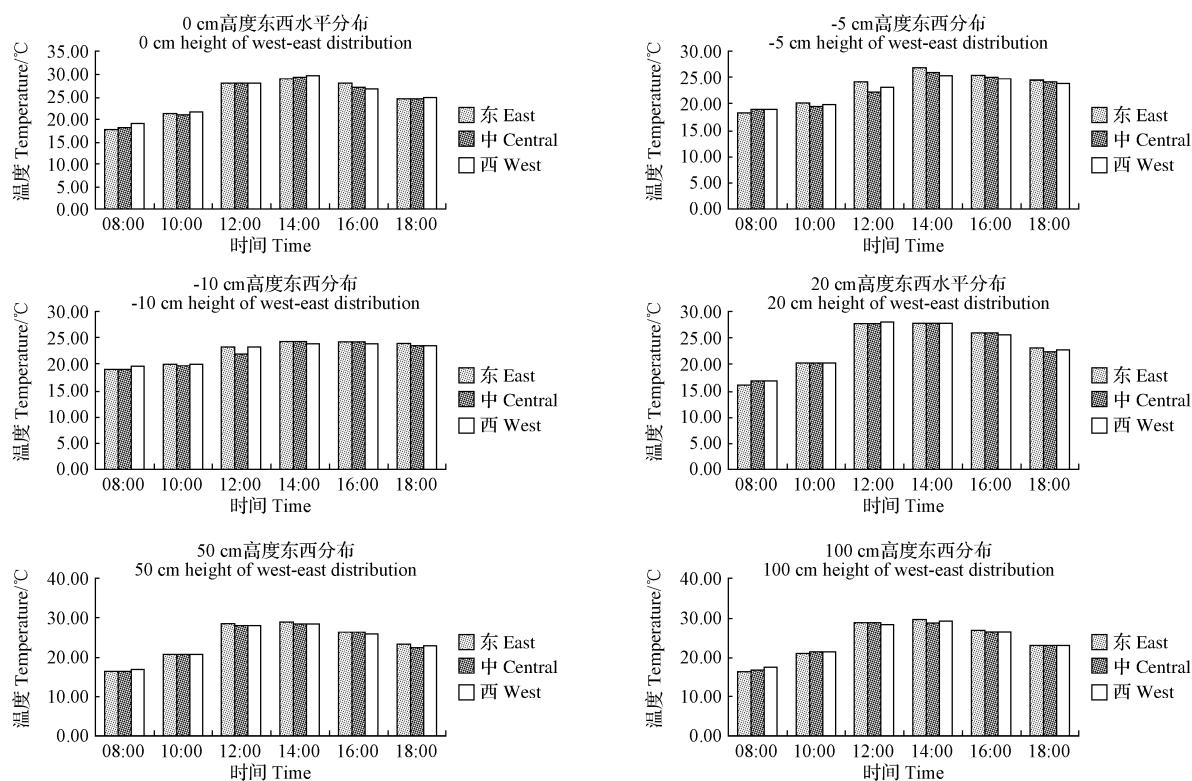 0 cm高度东西水平分布
0 cm height of west-east distribution
温度 Temperature/℃
35.00
30.00
25.00
20.00
15.00
10.00
5.00
0.00
08:00 10:00 12:00 14:00 16:00 18:00
时间 Time
东 East
中 Central
西 West
-5 cm高度东西分布
-5 cm height of west-east distribution
温度 Temperature/℃
30.00
25.00
20.00
15.00
10.00
5.00
0.00
08:00 10:00 12:00 14:00 16:00 18:00
时间 Time
东 East
中 Central
西 West
-10 cm高度东西分布
-10 cm height of west-east distribution
温度 Temperature/℃
30.00
25.00
20.00
15.00
10.00
5.00
0.00
08:00 10:00 12:00 14:00 16:00 18:00
时间 Time
东 East
中 Central
西 West
20 cm高度东西水平分布
20 cm height of west-east distribution
温度 Temperature/℃
30.00
25.00
20.00
15.00
10.00
5.00
0.00
08:00 10:00 12:00 14:00 16:00 18:00
时间 Time
东 East
中 Central
西 West
50 cm高度东西分布
50 cm height of west-east distribution
温度 Temperature/℃
40.00
30.00
20.00
10.00
0.00
08:00 10:00 12:00 14:00 16:00 18:00
时间 Time
东 East
中 Central
西 West
100 cm高度东西分布
100 cm height of west-east distribution
温度 Temperature/℃
40.00
30.00
20.00
10.00
0.00
08:00 10:00 12:00 14:00 16:00 18:00
时间 Time
东 East
中 Central
西 West